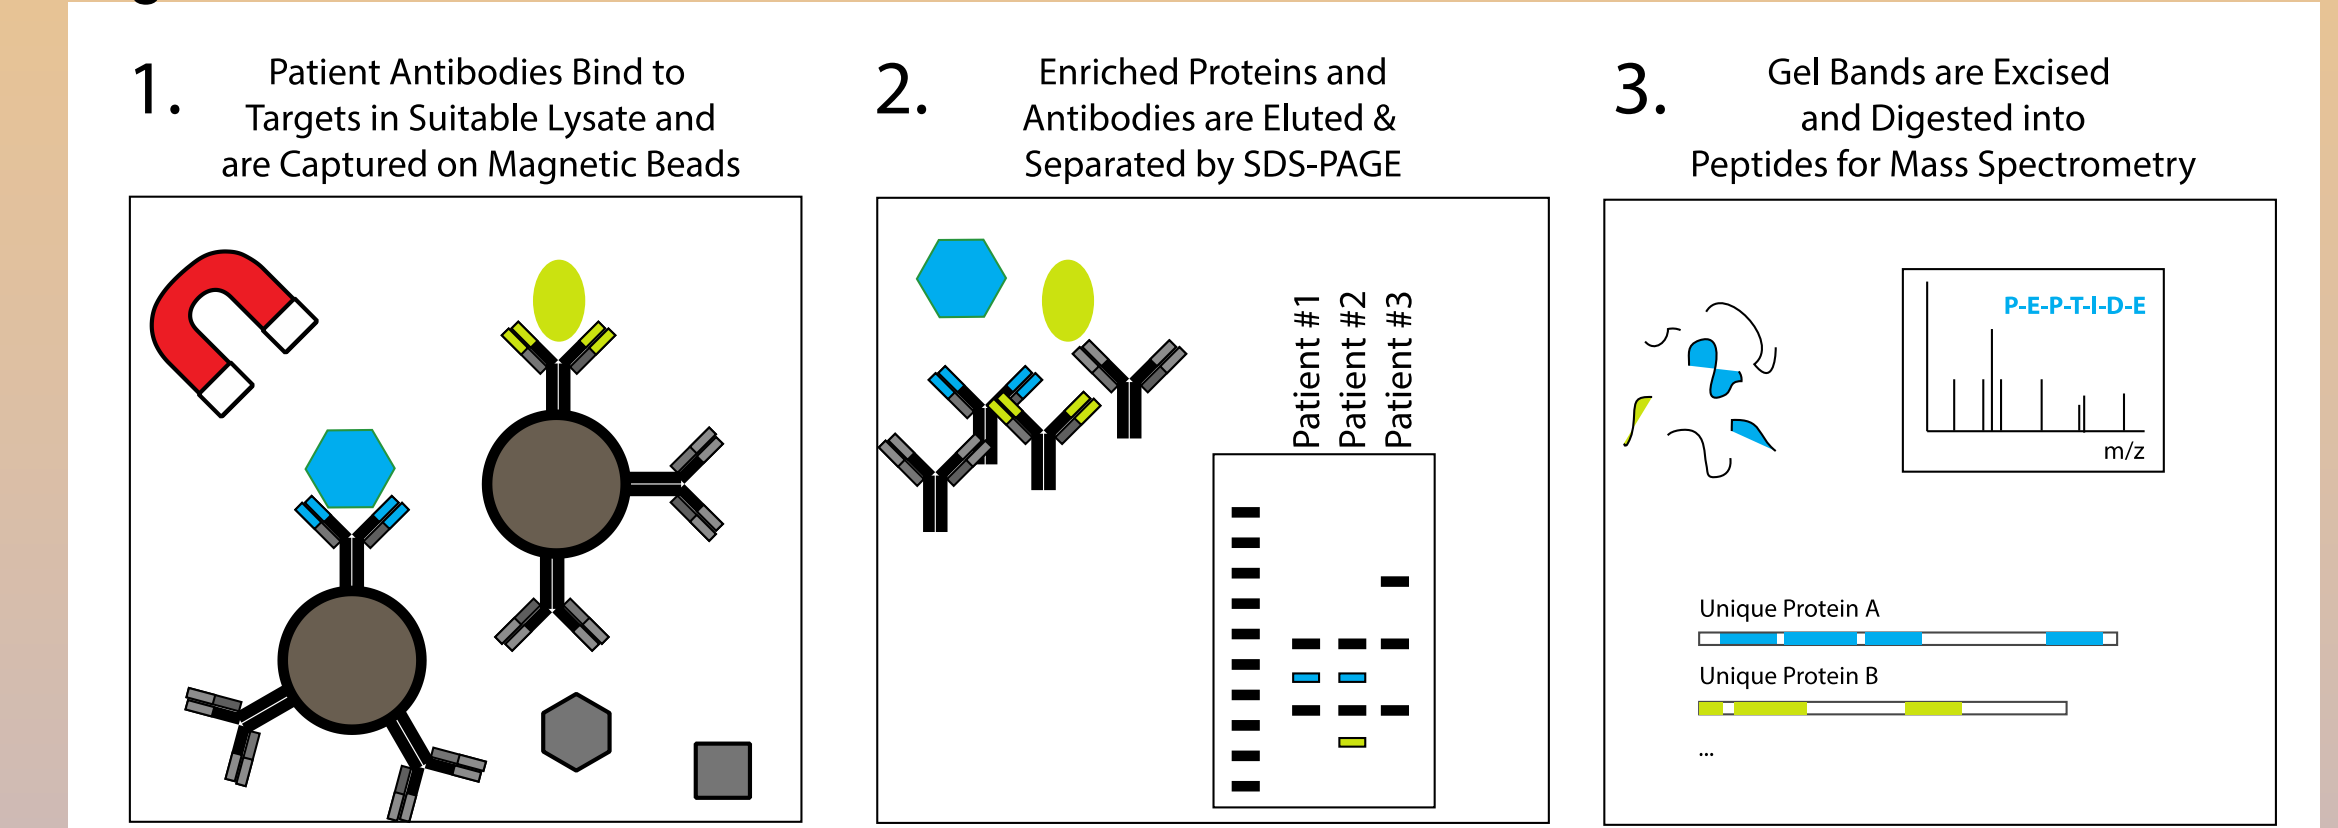 1.
Patient Antibodies Bind to
Targets in Suitable Lysate and
are Captured on Magnetic Beads
2.
Enriched Proteins and
Antibodies are Eluted &
Separated by SDS-PAGE
Patient #1
Patient #2
Patient #3
3.
Gel Bands are Excised
and Digested into
Peptides for Mass Spectrometry
P-E-P-T-I-D-E
m/z
Unique Protein A
Unique Protein B
...